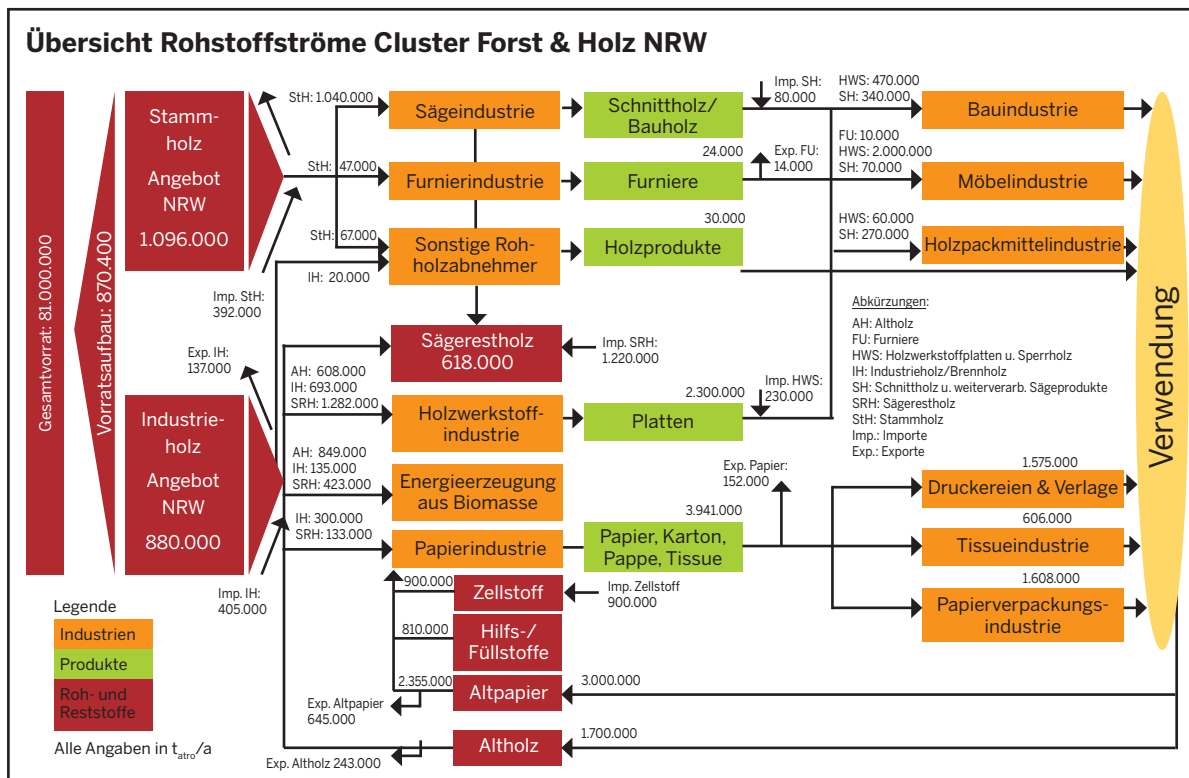 Übersicht Rohstoffströme Cluster Forst & Holz NRW
Gesamtvorrat: 81.000.000
Vorratsaufbau: 870.400
Stamm-
holz
Angebot
NRW
1.096.000
Industrie-
holz
Angebot
NRW
880.000
StH: 1.040.000
StH: 47.000
StH: 67.000
IH: 20.000
Imp. StH:
392.000
Exp. IH:
137.000
Imp. IH:
405.000
AH: 608.000
IH: 693.000
SRH: 1.282.000
AH: 849.000
IH: 135.000
SRH: 423.000
IH: 300.000
SRH: 133.000
Sägeindustrie
Furnierindustrie
Sonstige Roh-
holzabnehmer
Sägerestholz
618.000
Imp. SRH:
1.220.000
Holzwerkstoff-
industrie
Energieerzeugung
aus Biomasse
Papierindustrie
900.000
Zellstoff
Imp. Zellstoff
900.000
810.000
Hilfs-/
Füllstoffe
2.355.000
Altpapier
3.000.000
Exp. Altpapier
645.000
Altholz
1.700.000
Exp. Altholz 243.000
Schnittholz/
Bauholz
24.000
Furniere
30.000
Holzprodukte
2.300.000
Platten
3.941.000
Papier, Karton,
Pappe, Tissue
Imp. SH:
80.000
Exp. FU:
14.000
Imp. HWS:
230.000
Exp. Papier:
152.000
HWS: 470.000
SH: 340.000
FU: 10.000
HWS: 2.000.000
SH: 70.000
HWS: 60.000
SH: 270.000
Bauindustrie
Möbelindustrie
Holzpackmittelindustrie
Abkürzungen:
AH: Altholz
FU: Furniere
HWS: Holzwerkstoffplatten u. Sperrholz
IH: Industrieholz/Brennholz
SH: Schnittholz u. weiterverarb. Sägeprodukte
SRH: Sägerestholz
StH: Stammholz
Imp.: Importe
Exp.: Exporte
1.575.000
Druckereien & Verlage
606.000
Tissueindustrie
1.608.000
Papierverpackungs-
industrie
Verwendung
Legende
Industrien
Produkte
Roh- und
Reststoffe
Alle Angaben in t_atro/a